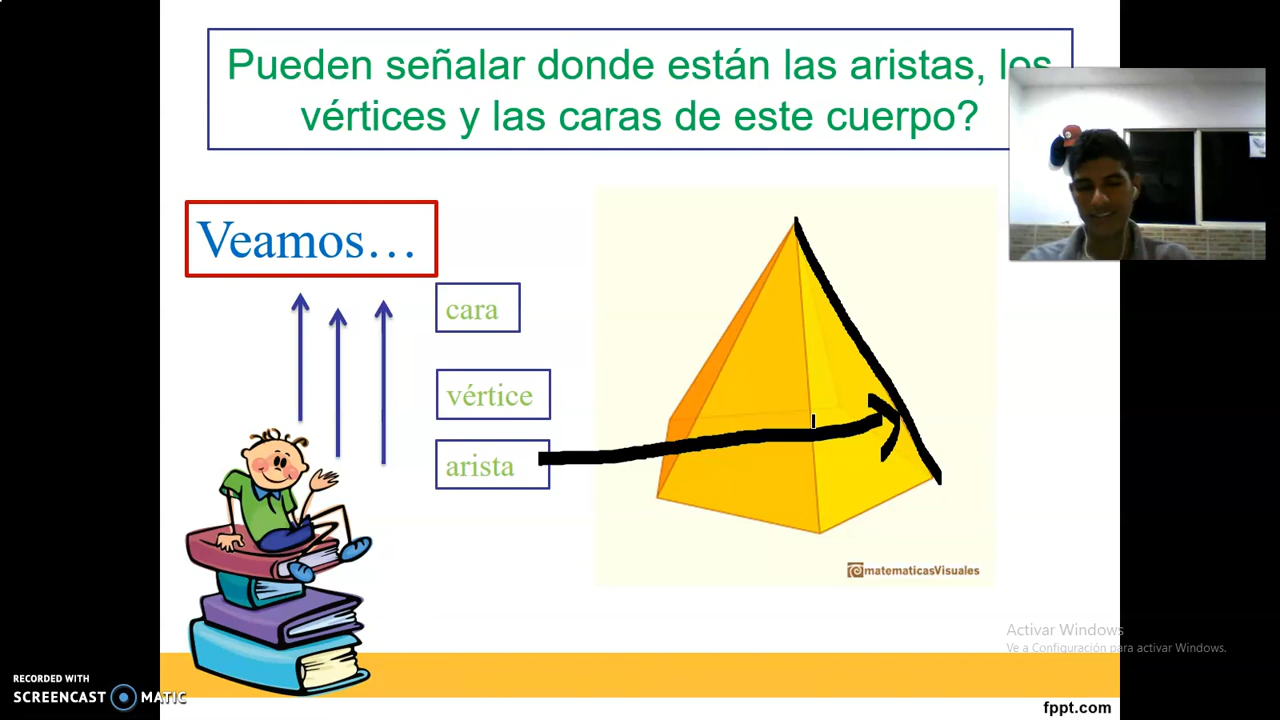 Pueden señalar donde están las aristas, los
vértices y las caras de este cuerpo?
Veamos…
cara
vértice
arista
matematicasVisuales
Activar Windows
Ve a Configuración para activar Windows.
RECORDED WITH
SCREENCAST MATIC
fppt.com